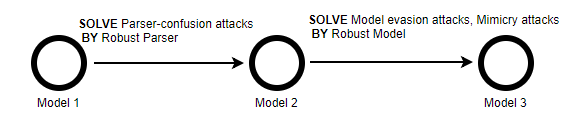 SOLVE Parser-confusion attacks
BY Robust Parser
SOLVE Model evasion attacks, Mimicry attacks
BY Robust Model
Model 1
Model 2
Model 3